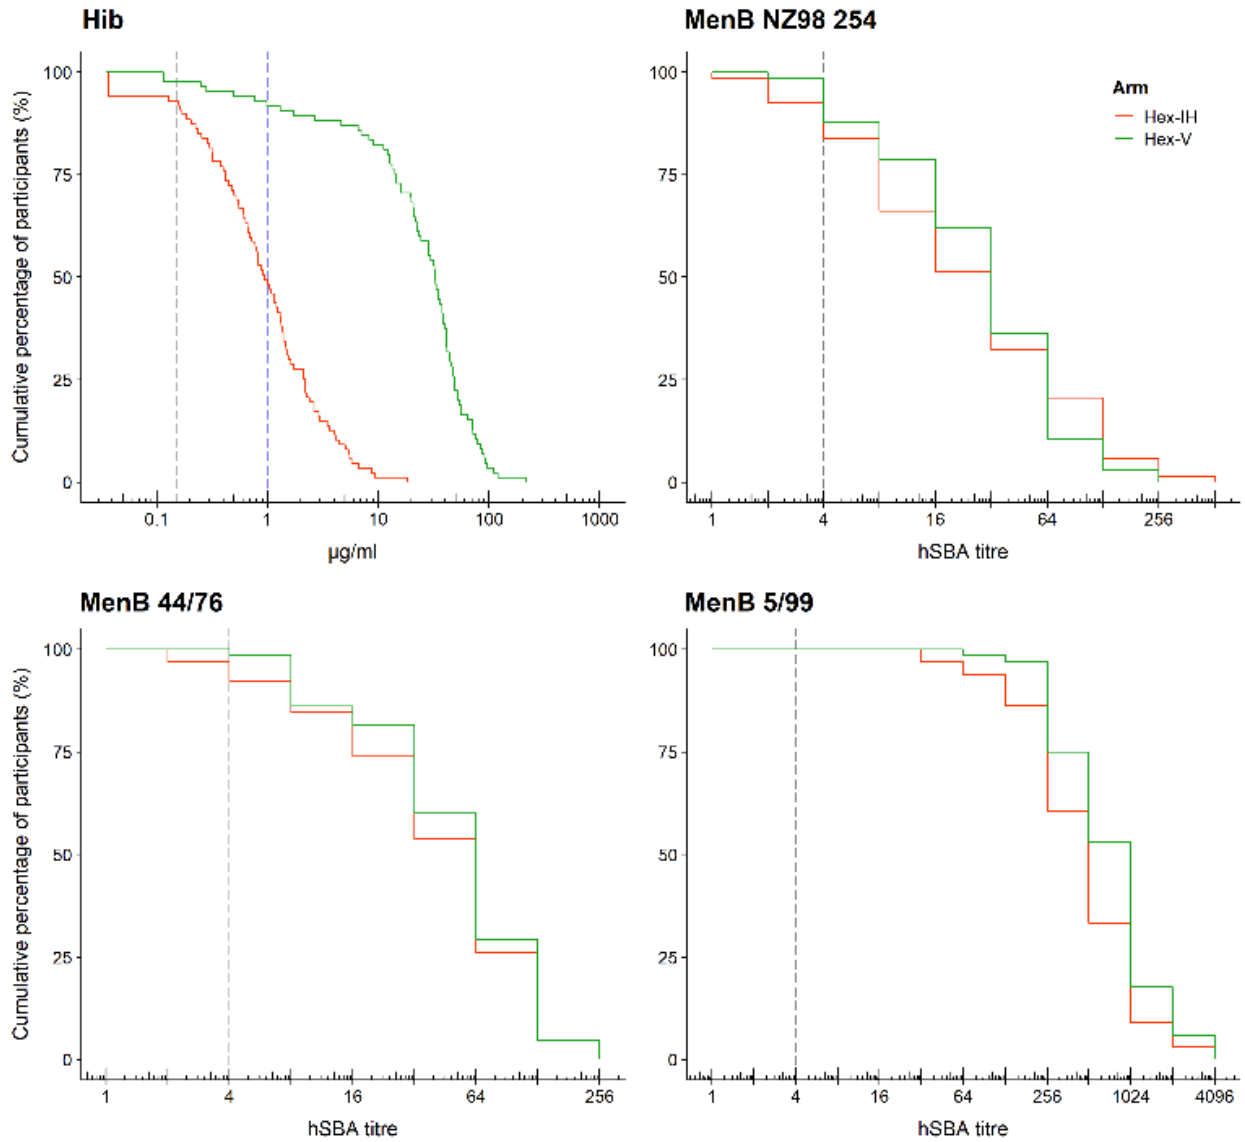 Hib
Cumulative percentage of participants (%)
100
75
50
25
0
0.1 1 10 100 1000
µg/ml
MenB NZ98 254
100
75
50
25
0
Arm
Hex-IH
Hex-V
1 4 16 64 256
hSBA titre
MenB 44/76
Cumulative percentage of participants (%)
100
75
50
25
0
1 4 16 64 256
hSBA titre
MenB 5/99
100
75
50
25
0
1 4 16 64 256 1024 4096
hSBA titre